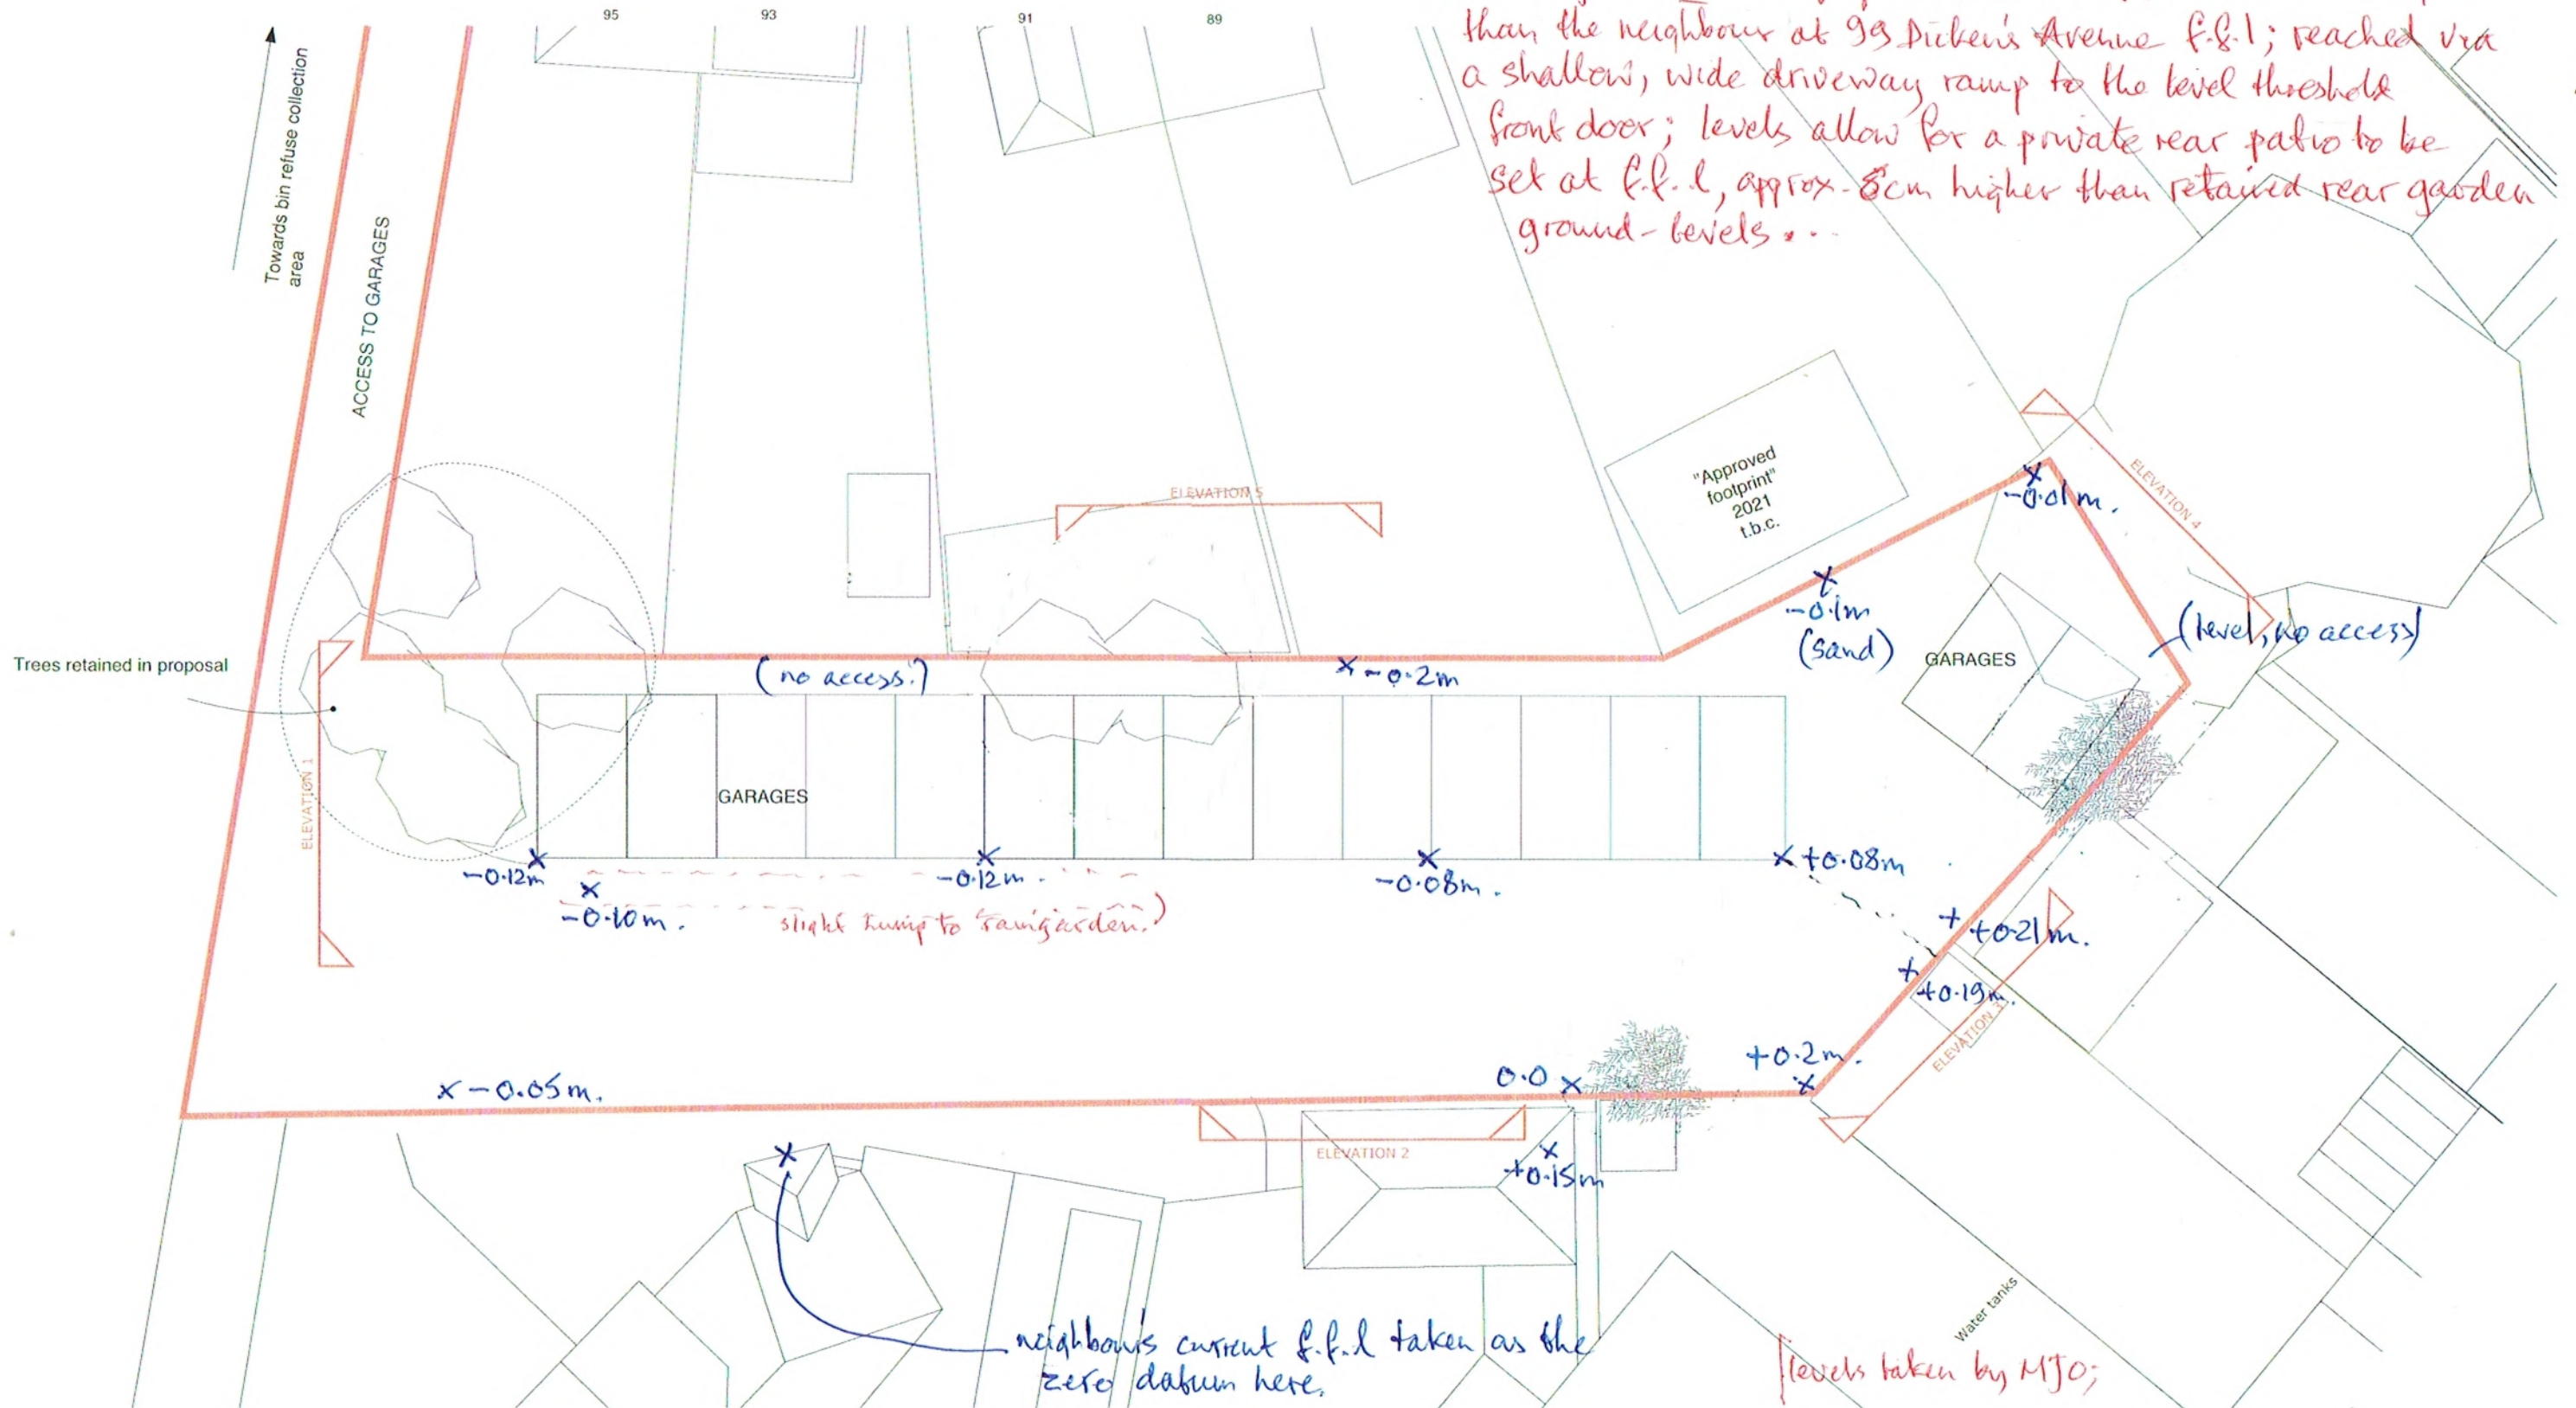 95
93
91
89
than the neighbour at 99 Dickens Avenue f.f.l; reached via
a shallow, wide driveway ramp to the level threshold
front door; levels allow for a private rear patio to be
set at f.f.l, approx. 8cm higher than retained rear garden
ground-levels...
Towards bin refuse collection
area
ACCESS TO GARAGES
ELEVATION 5
"Approved
footprint"
2021
t.b.c.
ELEVATION 4
-0.01m.
-0.1m
(sand)
(level, no access)
GARAGES
Trees retained in proposal
(no access!)
-0.2m
ELEVATION 1
GARAGES
-0.12m
-0.12m.
-0.08m.
+0.08m
-0.10m.
slight hump to raingarden.)
+0.21m.
+0.19m.
ELEVATION 3
+0.2m.
0.0
-0.05m.
ELEVATION 2
+0.15m
Water tanks
neighbour's current f.f.l taken as the
zero datum here.
levels taken by MJO;